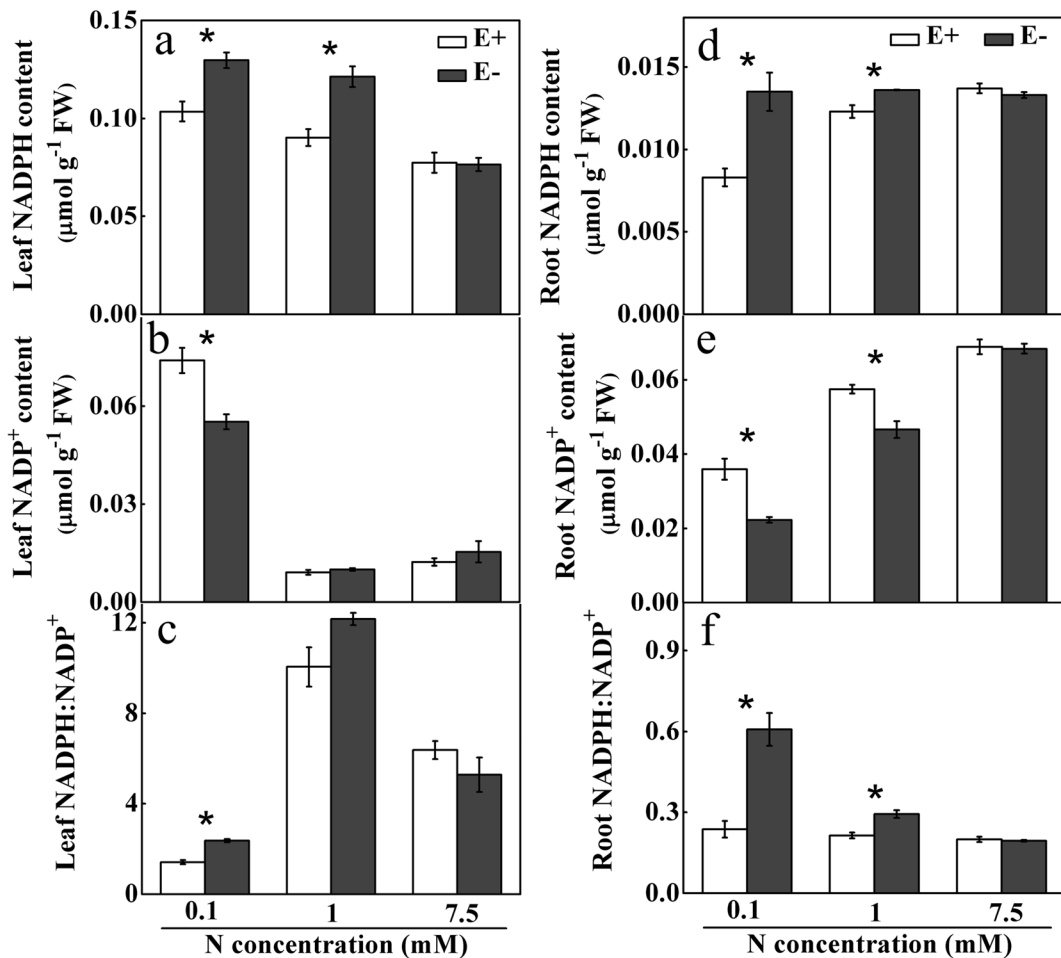 a
E+
E-
Leaf NADPH content
(μmol g-1 FW)
0.15
0.10
0.05
0.00
*
*
b
Leaf NADP+ content
(μmol g-1 FW)
0.06
0.03
0.00
*
c
Leaf NADPH:NADP+
12
8
4
0
*
0.1
1
7.5
N concentration (mM)
d
E+
E-
Root NADPH content
(μmol g-1 FW)
0.015
0.010
0.005
0.000
*
*
e
Root NADP+ content
(μmol g-1 FW)
0.06
0.04
0.02
0.00
*
*
f
Root NADPH:NADP+
0.9
0.6
0.3
0.0
*
*
0.1
1
7.5
N concentration (mM)